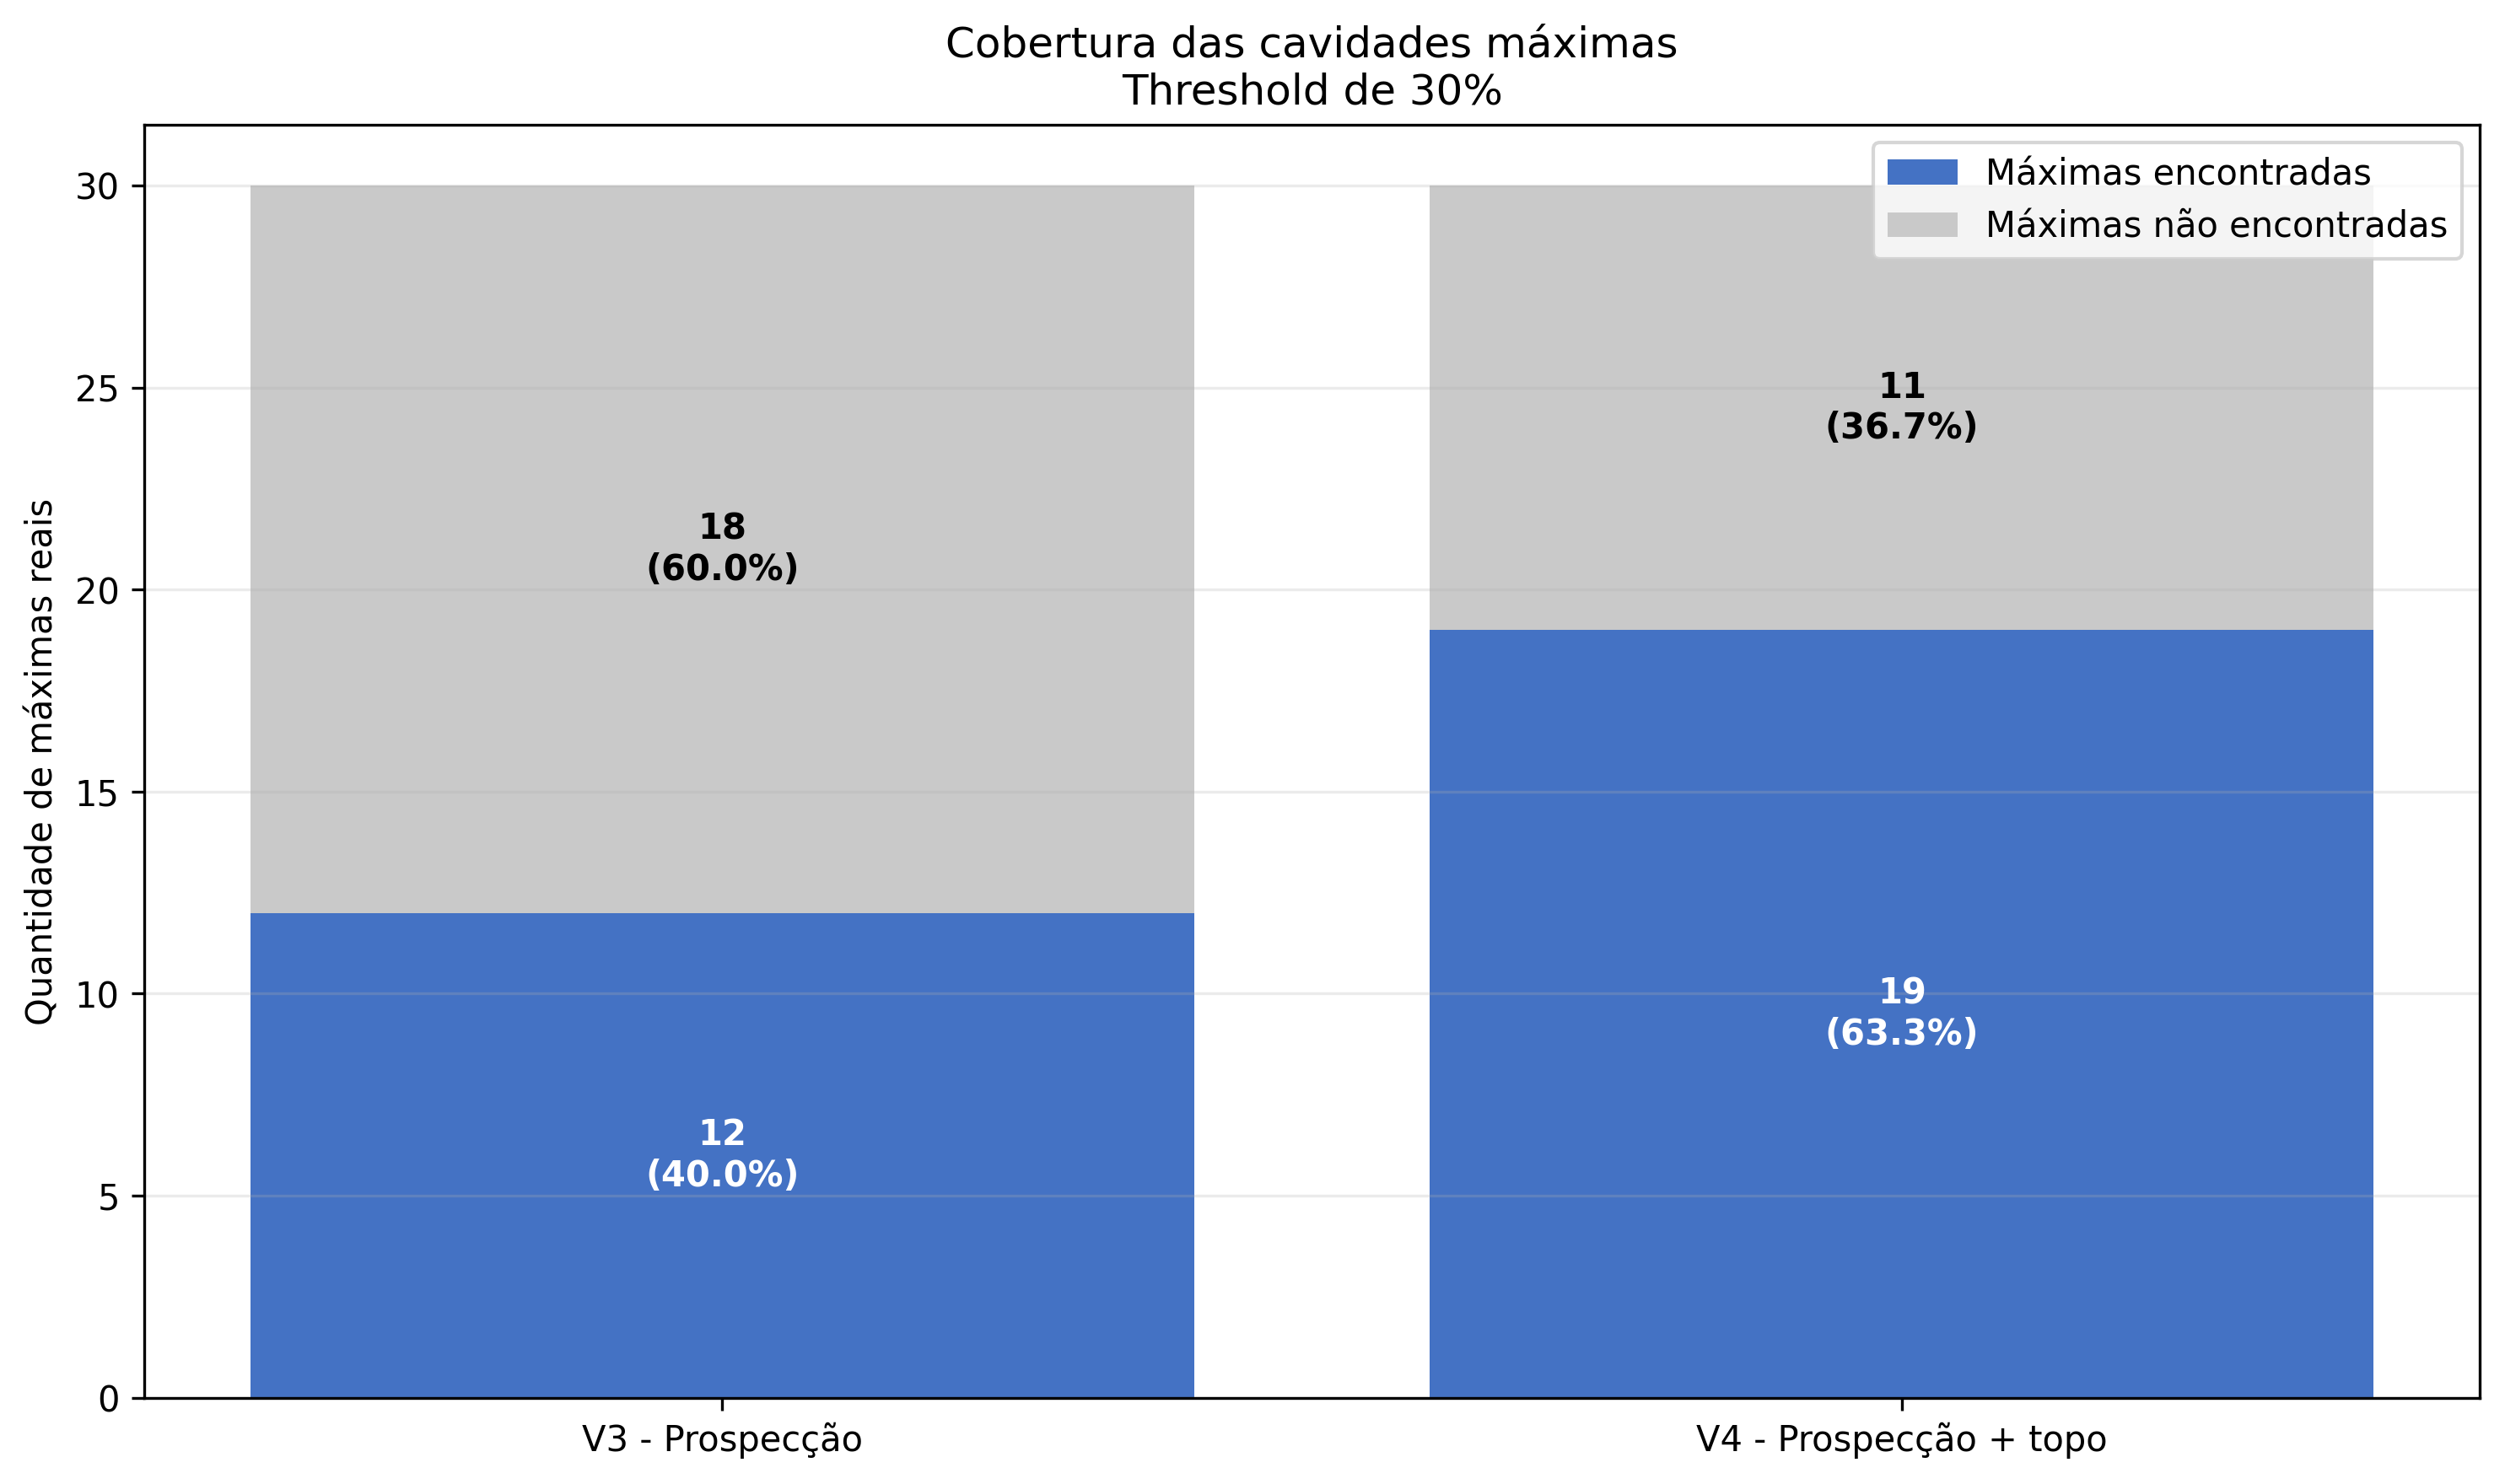 Cobertura das cavidades máximas
Threshold de 30%
Máximas encontradas
Máximas não encontradas
Quantidade de máximas reais
30
25
20
15
10
5
0
18
(60.0%)
12
(40.0%)
11
(36.7%)
19
(63.3%)
V3 - Prospecção
V4 - Prospecção + topo